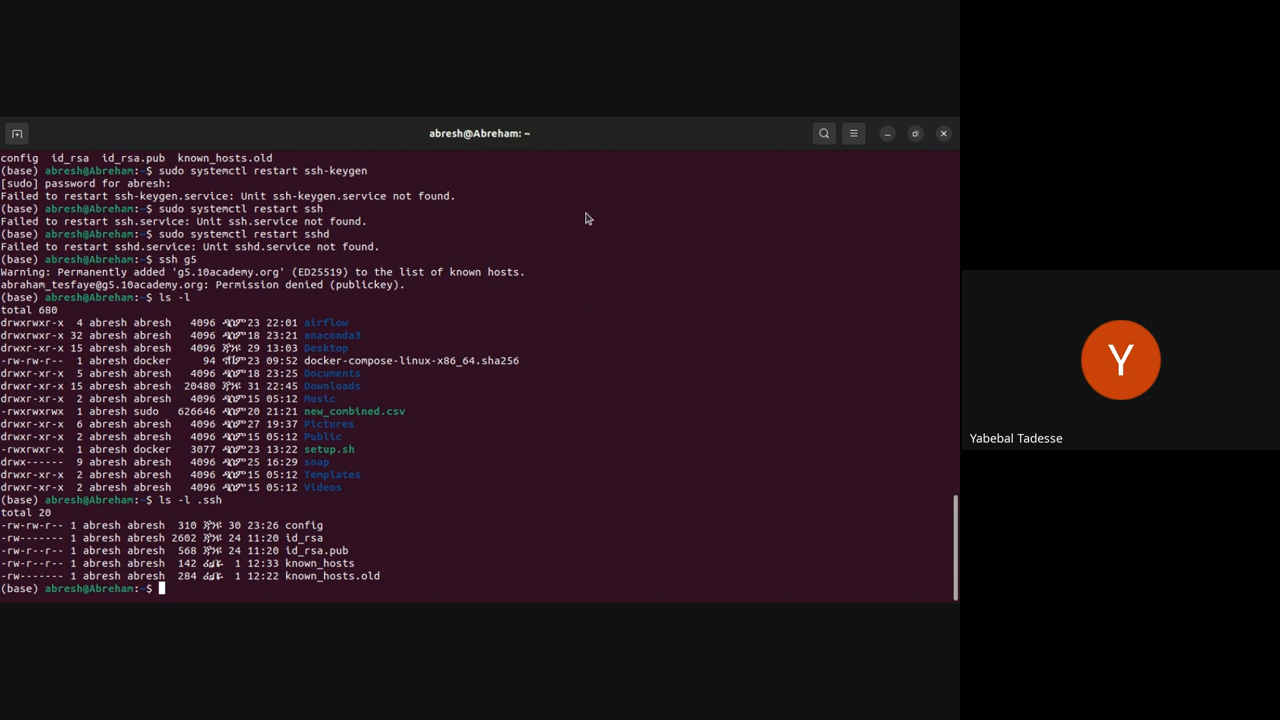 abresh@Abreham: ~
config id_rsa id_rsa.pub known_hosts.old
(base) abresh@Abreham:~$ sudo systemctl restart ssh-keygen
[sudo] password for abresh:
Failed to restart ssh-keygen.service: Unit ssh-keygen.service not found.
(base) abresh@Abreham:~$ sudo systemctl restart ssh
Failed to restart ssh.service: Unit ssh.service not found.
(base) abresh@Abreham:~$ sudo systemctl restart sshd
Failed to restart sshd.service: Unit sshd.service not found.
(base) abresh@Abreham:~$ ssh g5
Warning: Permanently added 'g5.10academy.org' (ED25519) to the list of known hosts.
abraham_tesfaye@g5.10academy.org: Permission denied (publickey).
(base) abresh@Abreham:~$ ls -l
total 680
drwxrwxr-x 4 abresh abresh 4096 23 22:01 airflow
drwxrwxr-x 32 abresh abresh 4096 18 23:21 anaconda3
drwxr-xr-x 15 abresh abresh 4096 29 13:03 Desktop
-rw-rw-r-- 1 abresh docker 94 23 09:52 docker-compose-linux-x86_64.sha256
drwxr-xr-x 5 abresh abresh 4096 18 23:25 Documents
drwxr-xr-x 15 abresh abresh 20480 31 22:45 Downloads
drwxr-xr-x 2 abresh abresh 4096 15 05:12 Music
-rwxrwxrwx 1 abresh sudo 626646 20 21:21 new_combined.csv
drwxr-xr-x 6 abresh abresh 4096 27 19:37 Pictures
drwxr-xr-x 2 abresh abresh 4096 15 05:12 Public
-rwxrwxr-x 1 abresh docker 3077 23 13:22 setup.sh
drwx------ 9 abresh abresh 4096 25 16:29 snap
drwxr-xr-x 2 abresh abresh 4096 15 05:12 Templates
drwxr-xr-x 2 abresh abresh 4096 15 05:12 Videos
(base) abresh@Abreham:~$ ls -l .ssh
total 20
-rw-rw-r-- 1 abresh abresh 310 30 23:26 config
-rw------- 1 abresh abresh 2602 24 11:20 id_rsa
-rw-r--r-- 1 abresh abresh 568 24 11:20 id_rsa.pub
-rw-r--r-- 1 abresh abresh 142 1 12:33 known_hosts
-rw------- 1 abresh abresh 284 1 12:22 known_hosts.old
(base) abresh@Abreham:~$
Y
Yabebal Tadesse